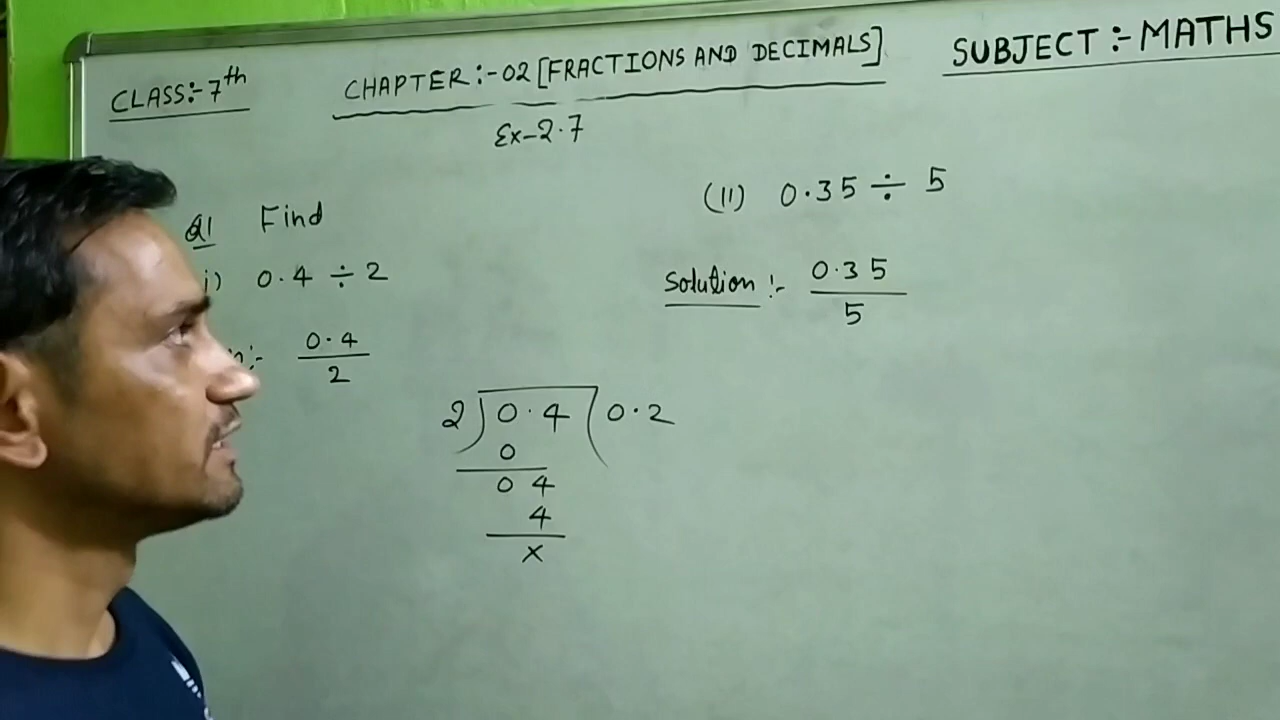 CLASS:-7th
CHAPTER:-02[FRACTIONS AND DECIMALS]
SUBJECT:-MATHS
Ex-2.7
Q1 Find
i) 0.4 ÷ 2
0.4
2
2)0.4(0.2
0
04
4
x
(II) 0.35 ÷ 5
Solution:- 0.35
5